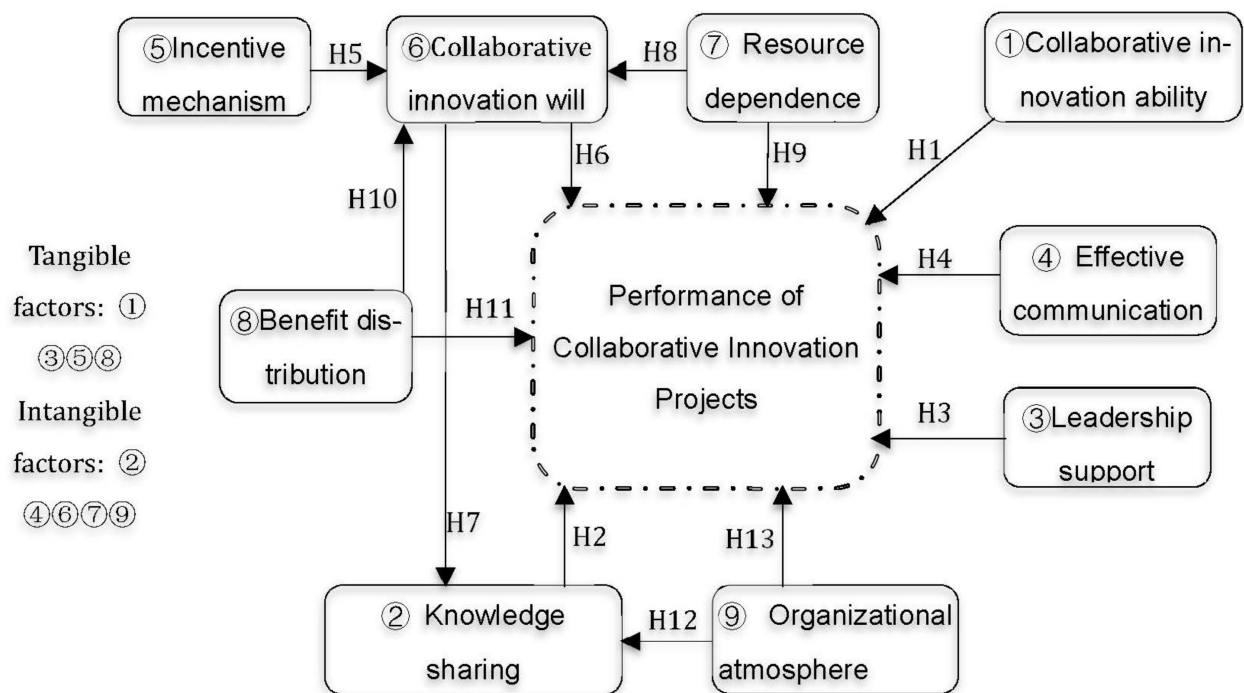 ⑤Incentive
mechanism
H5
⑥Collaborative
innovation will
H8
⑦ Resource
dependence
①Collaborative in-
novation ability
H6
H9
H1
H10
Tangible
factors: ①
③⑤⑧
Intangible
factors: ②
④⑥⑦⑨
⑧Benefit dis-
tribution
H11
Performance of
Collaborative Innovation
Projects
H4
④ Effective
communication
H3
③Leadership
support
H7
H2
H13
② Knowledge
sharing
H12
⑨ Organizational
atmosphere